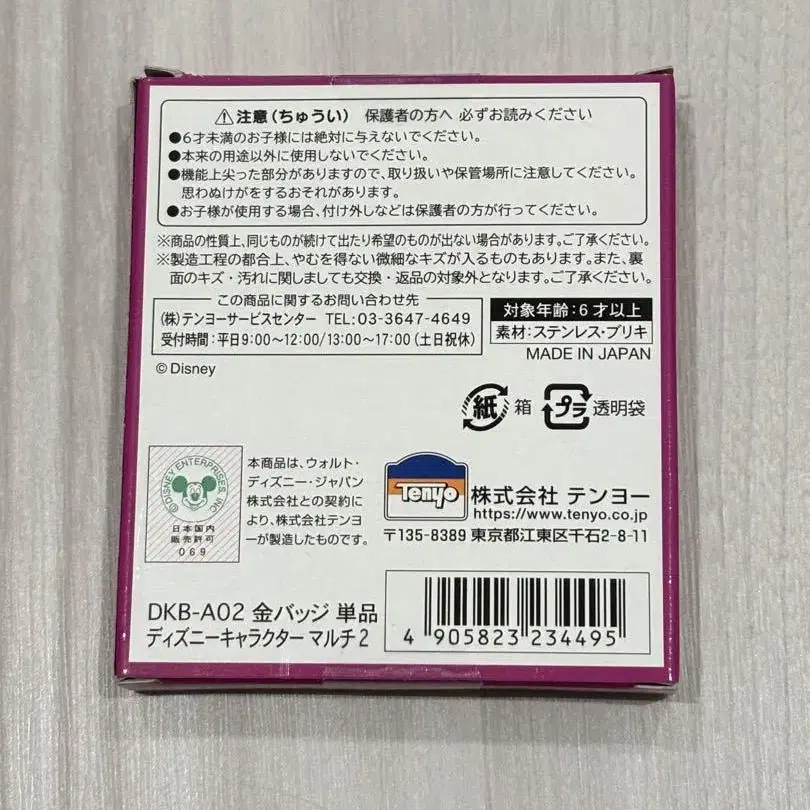 ⚠注意(ちゅうい) 保護者の方へ 必ずお読みください
●6才未満のお子様には絶対に与えないでください。
●本来の用途以外に使用しないでください。
●機能上尖った部分がありますので、取り扱いや保管場所に注意してください。
思わぬけがをするおそれがあります。
●お子様が使用する場合、付け外しなどは保護者の方が行ってください。
※商品の性質上、同じものが続けて出たり希望のものが出ない場合があります。ご了承ください。
※製造工程の都合上、やむを得ない微細なキズが入るものもあります。また、裏
面のキズ・汚れに関しましても交換・返品の対象外となります。ご了承ください。
この商品に関するお問い合わせ先
(株)テンヨーサービスセンター TEL:03-3647-4649
受付時間:平日9:00〜12:00/13:00〜17:00(土日祝休)
対象年齢:6才以上
素材:ステンレス・ブリキ
MADE IN JAPAN
© Disney
紙 箱 プラ 透明袋
©DISNEY ENTERPRISES, INC.
日本国内
販売許可
069
本商品は、ウォルト・
ディズニー・ジャパン
株式会社との契約に
より、株式会社テンヨ
ーが製造したものです。
Tenyo 株式会社 テンヨー
https://www.tenyo.co.jp
〒135-8389 東京都江東区千石2-8-11
DKB-A02 金バッジ 単品
ディズニーキャラクター マルチ2
4 905823 234495